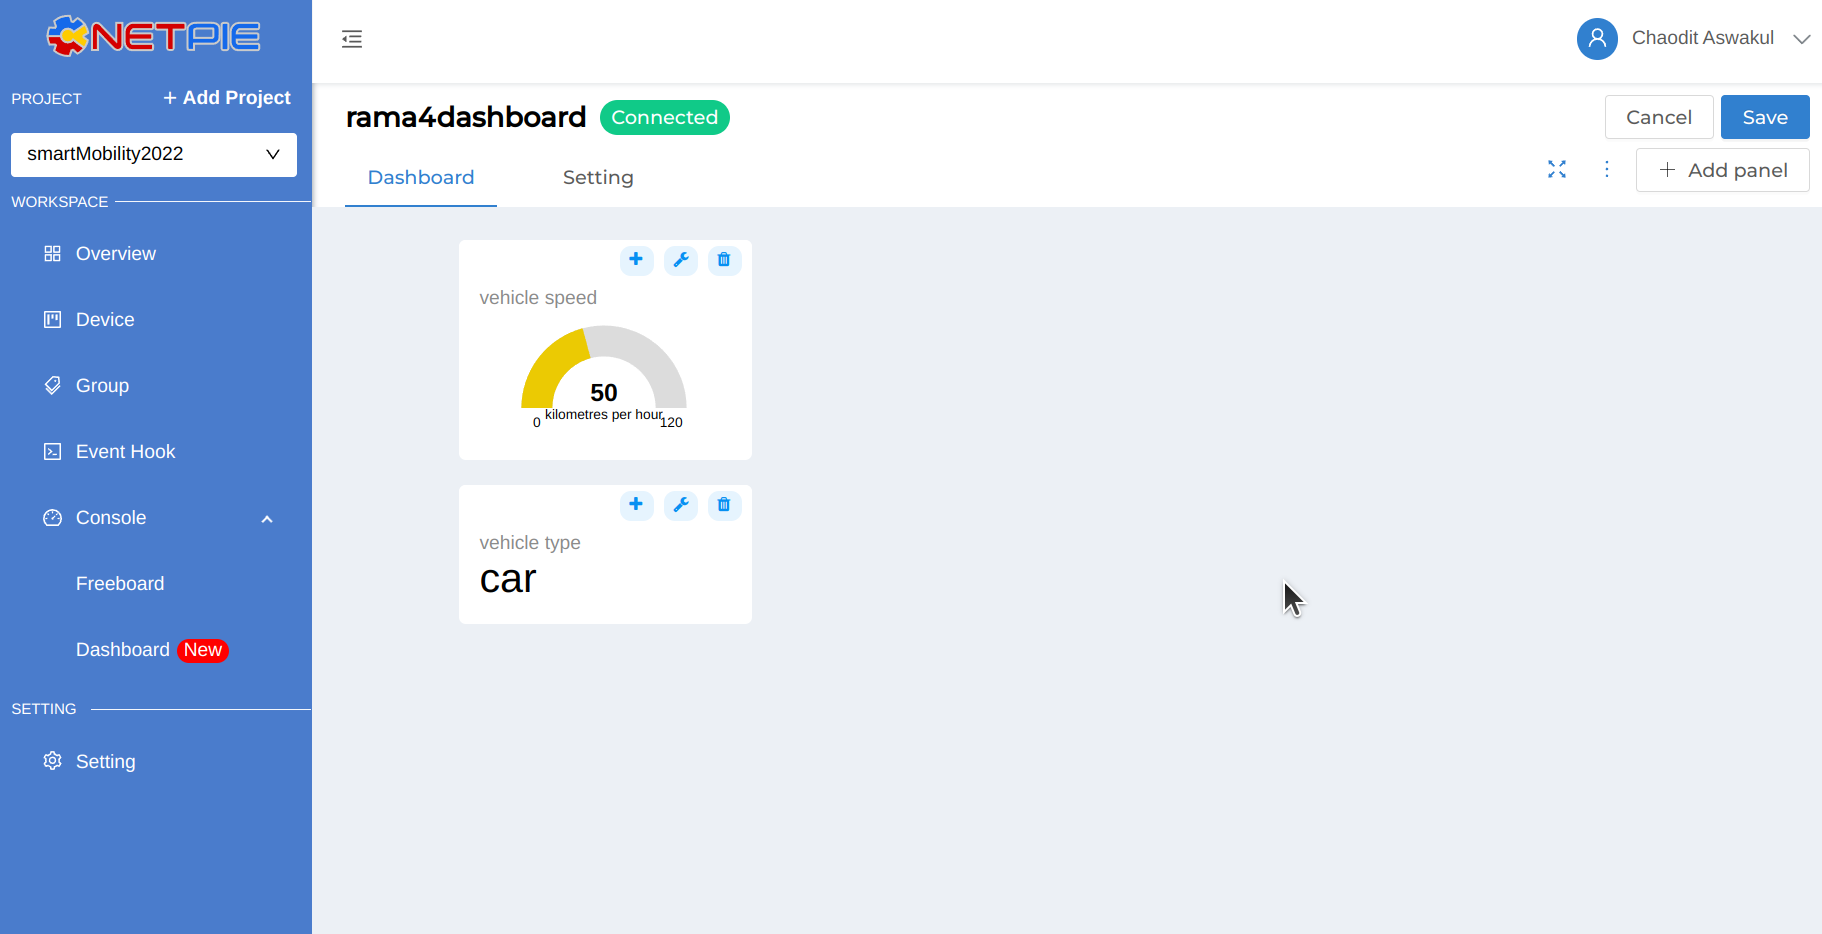 NETPIE
PROJECT
+ Add Project
smartMobility2022
WORKSPACE
Overview
Device
Group
Event Hook
Console
Freeboard
Dashboard New
SETTING
Setting
Chaodit Aswakul
rama4dashboard Connected
Cancel Save
Dashboard Setting
+ Add panel
vehicle speed
50
kilometres per hour
0 120
vehicle type
car